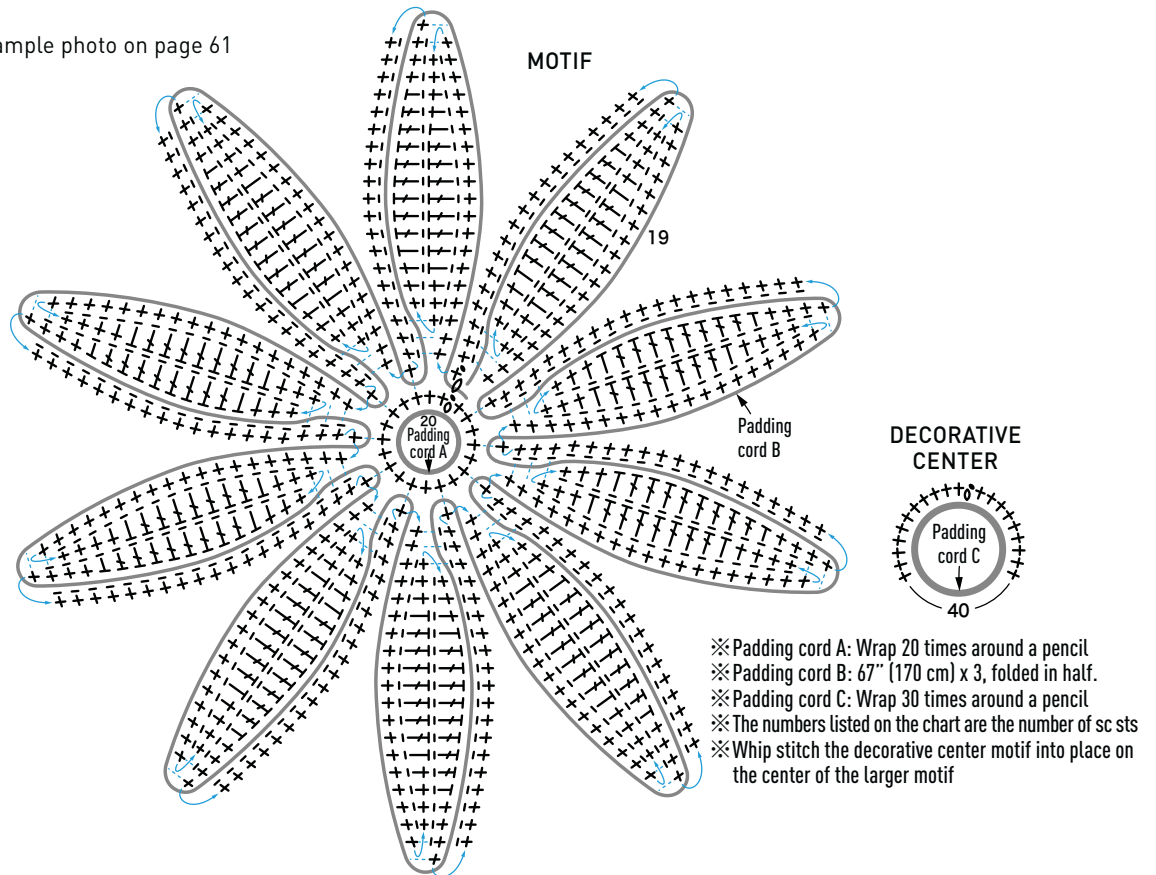 ample photo on page 61
MOTIF
19
20
Padding
cord A
Padding
cord B
DECORATIVE
CENTER
Padding
cord C
40
※Padding cord A: Wrap 20 times around a pencil
※Padding cord B: 67” (170 cm) x 3, folded in half.
※Padding cord C: Wrap 30 times around a pencil
※The numbers listed on the chart are the number of sc sts
※Whip stitch the decorative center motif into place on
the center of the larger motif